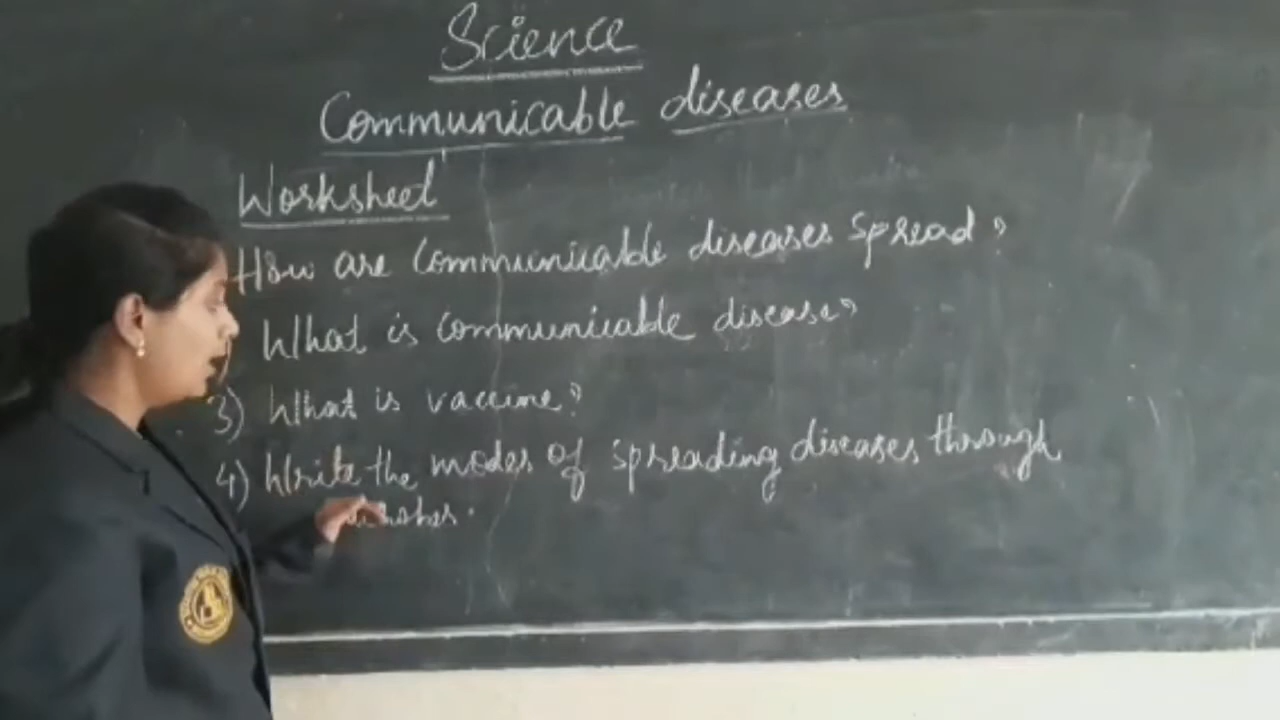 Science
Communicable diseases
Worksheet
How are communicable diseases spread?
What is communicable disease?
3) What is vaccine?
4) Write the modes of spreading diseases through